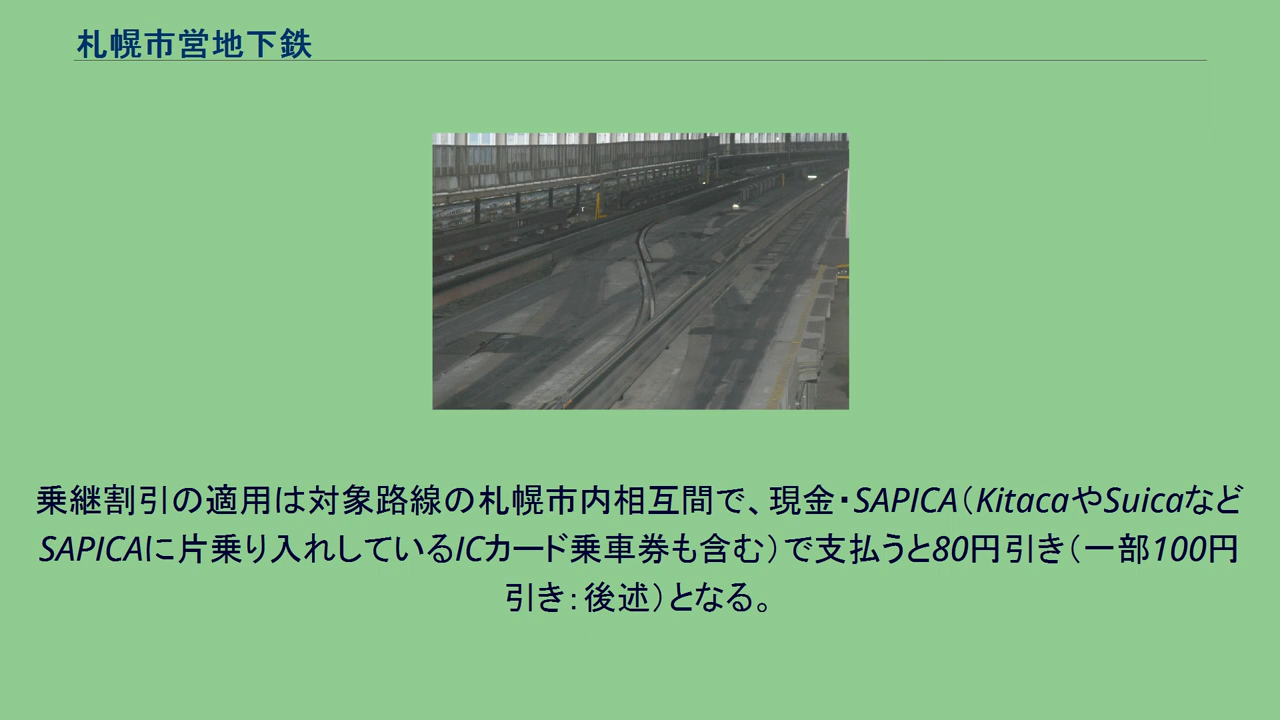 札幌市営地下鉄
乗継割引の適用は対象路線の札幌市内相互間で、現金・SAPICA（KitacaやSuicaなど
SAPICAに片乗り入れしているICカード乗車券も含む）で支払うと80円引き（一部100円
引き：後述）となる。